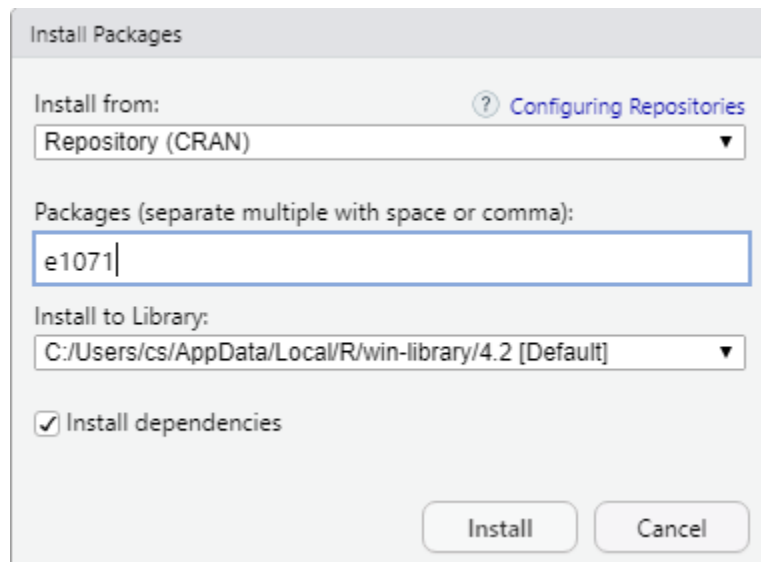 Install Packages
Install from:
? Configuring Repositories
Repository (CRAN)
Packages (separate multiple with space or comma):
e1071
Install to Library:
C:/Users/cs/AppData/Local/R/win-library/4.2 [Default]
Install dependencies
Install
Cancel